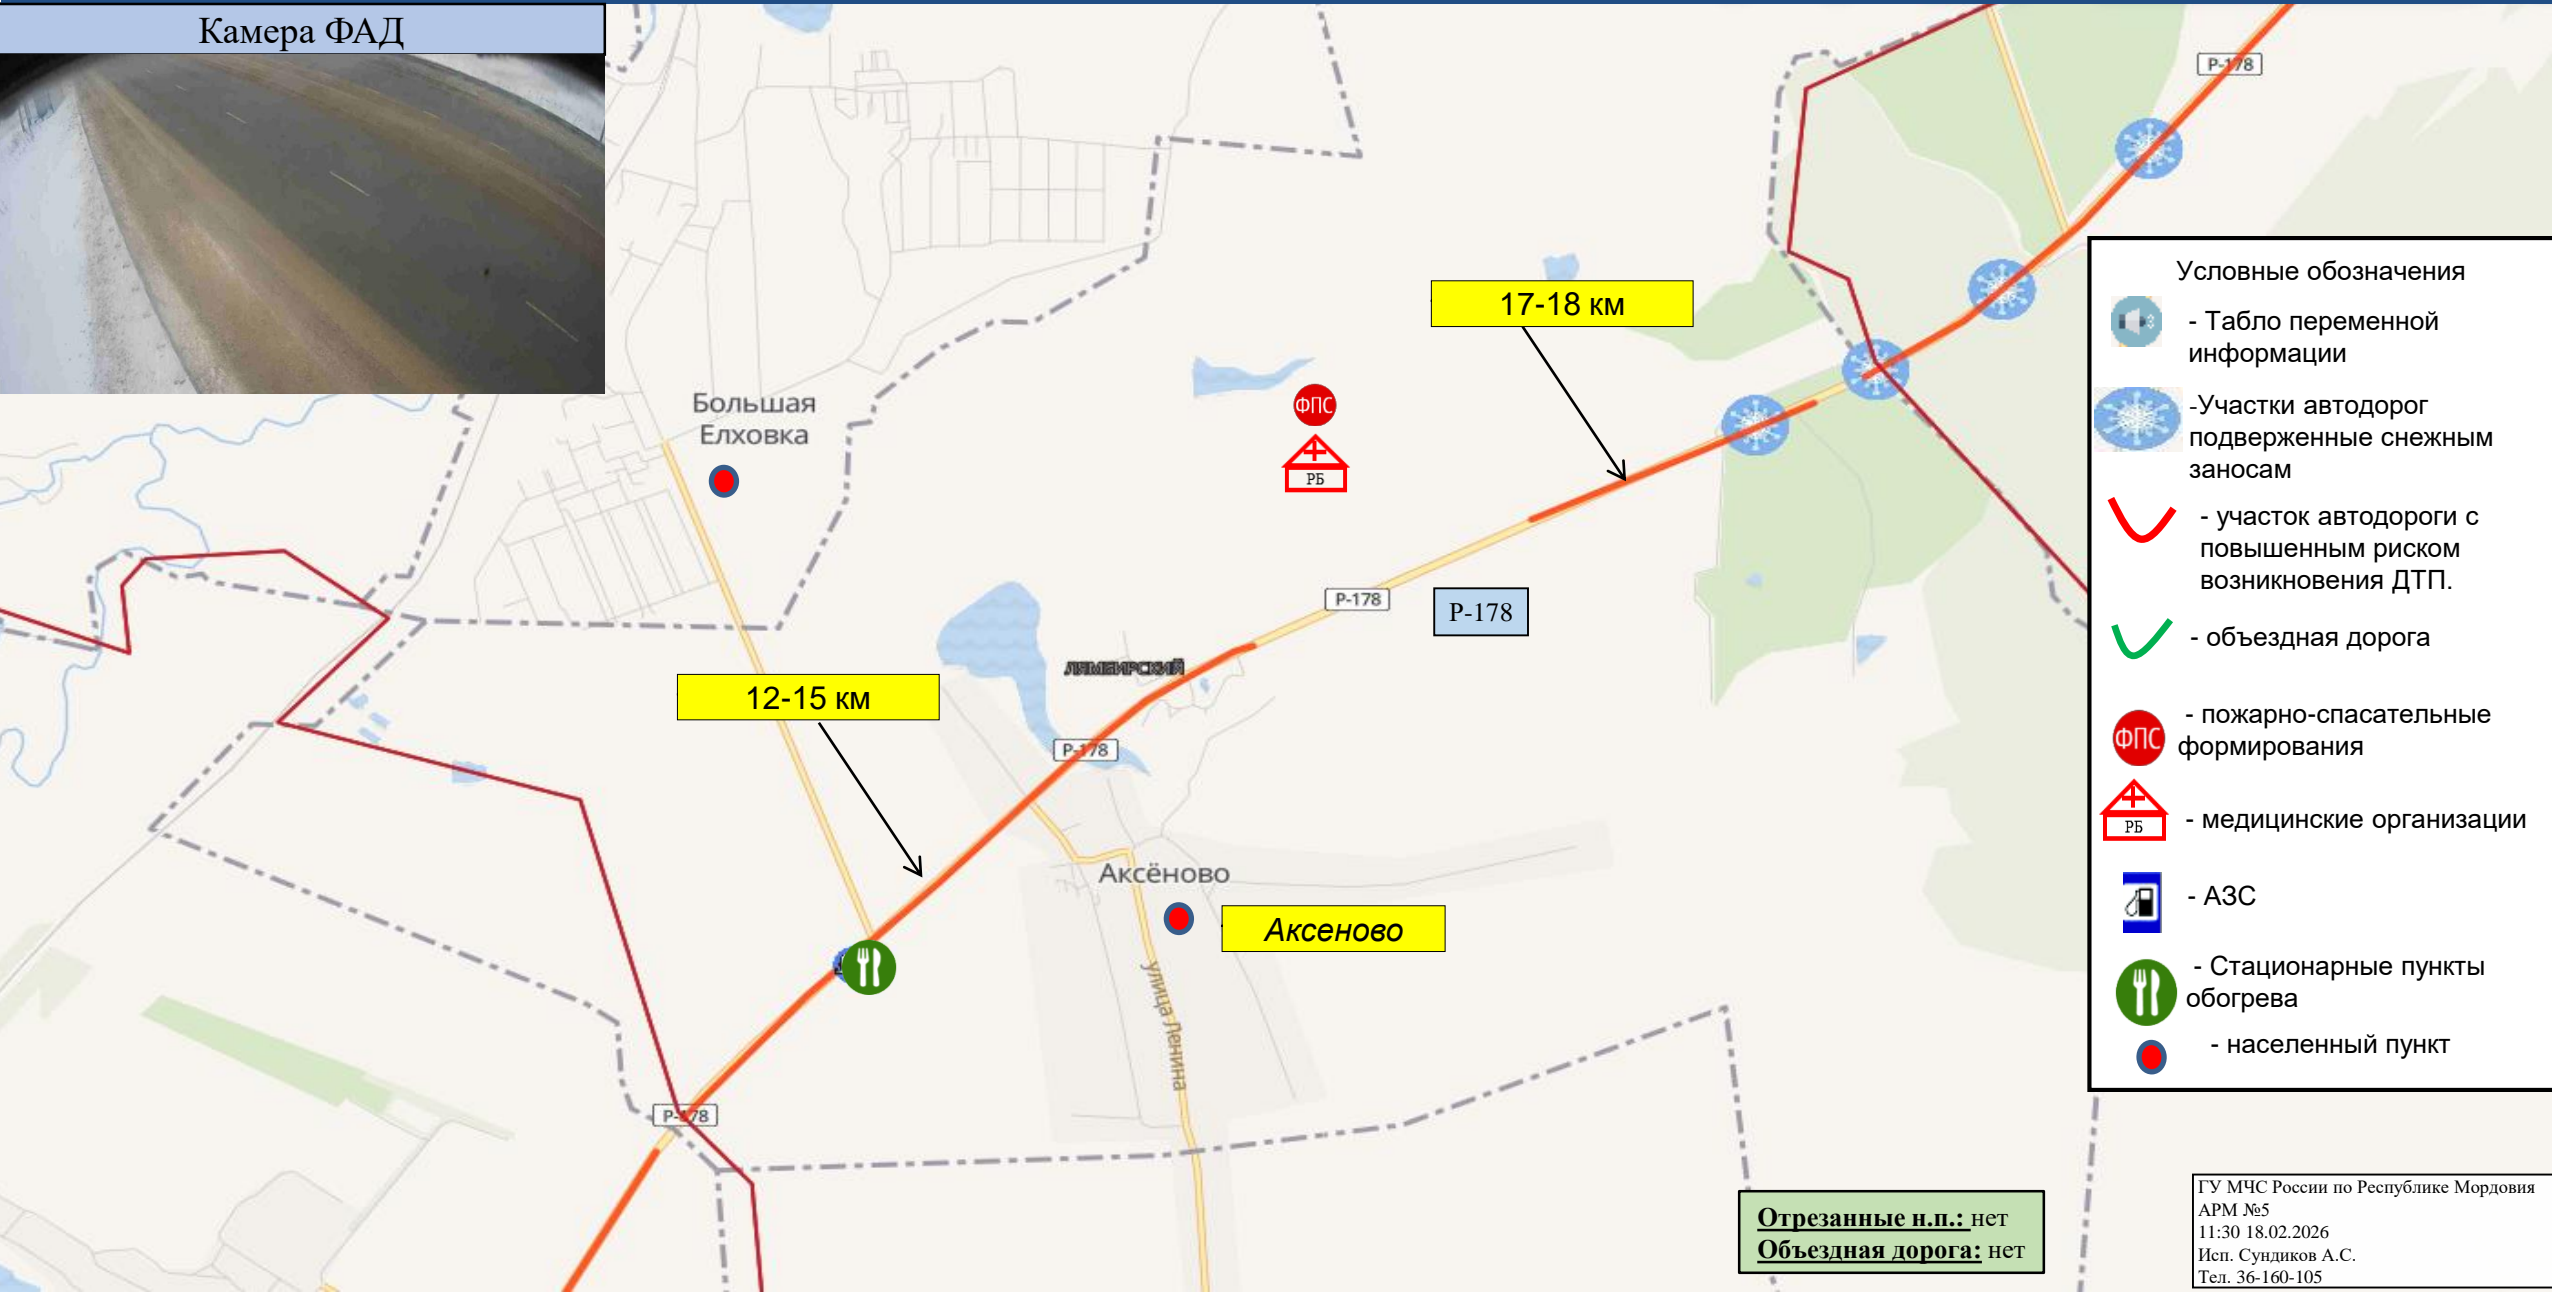 Камера ФАД
Р-178
17-18 км
ФПС
РБ
Большая
Елховка
Р-178
Р-178
ЛЯМБИРСКИЙ
12-15 км
Р-178
Аксёново
Аксеново
улица Ленина
Р-178
Условные обозначения
- Табло переменной
информации
-Участки автодорог
подверженные снежным
заносам
- участок автодороги с
повышенным риском
возникновения ДТП.
- объездная дорога
ФПС
- пожарно-спасательные
формирования
РБ
- медицинские организации
- АЗС
- Стационарные пункты
обогрева
- населенный пункт
Отрезанные н.п.: нет
Объездная дорога: нет
ГУ МЧС России по Республике Мордовия
АРМ №5
11:30 18.02.2026
Исп. Сундиков А.С.
Тел. 36-160-105